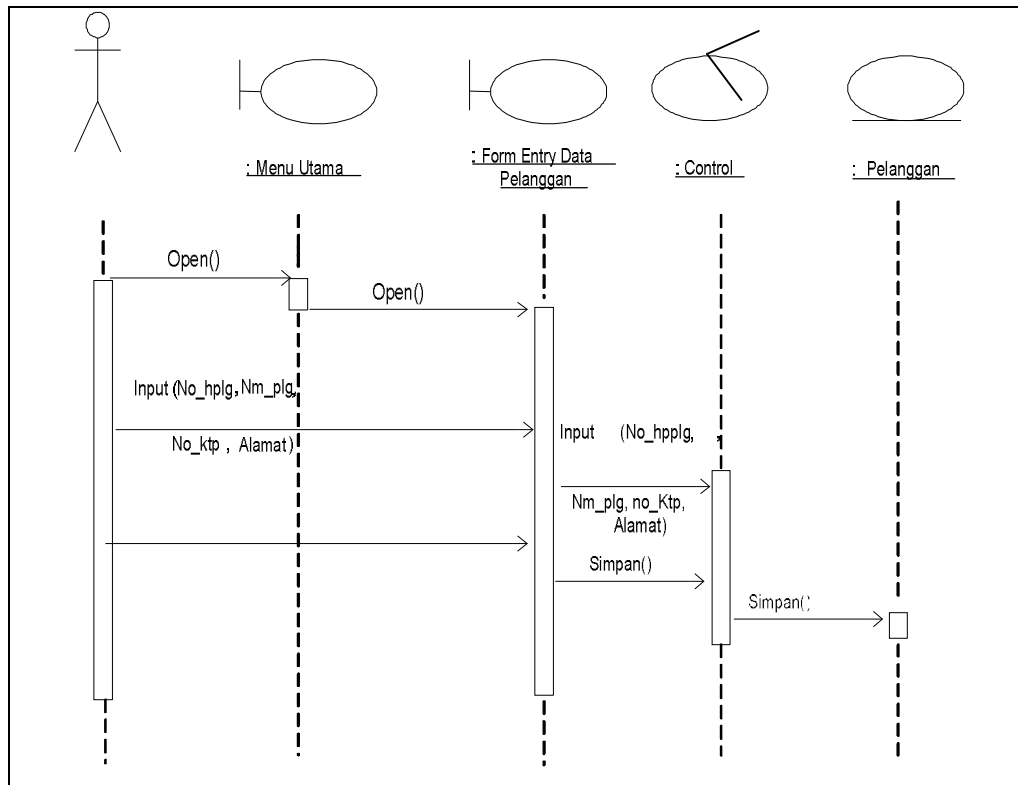 : Menu Utama
: Form Entry Data
Pelanggan
: Control
: Pelanggan
Open()
Open()
Input (No_hplg, Nm_plg,
No_ktp , Alamat)
Input (No_hpplg, ,
Nm_plg, no_Ktp,
Alamat)
Simpan()
Simpan()